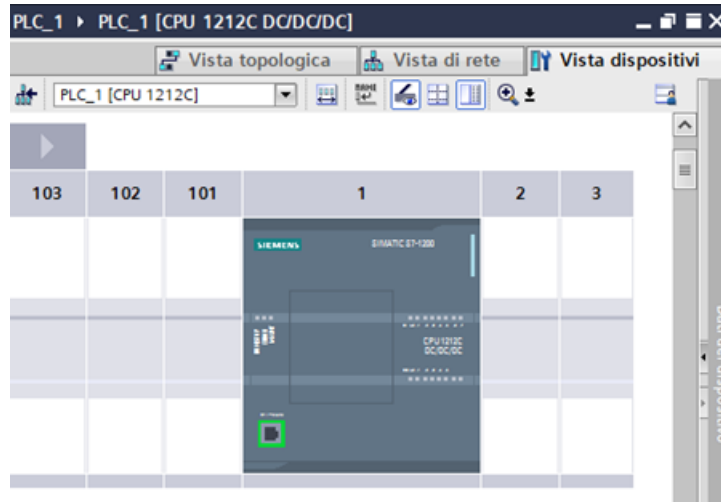 PLC_1 ▸ PLC_1 [CPU 1212C DC/DC/DC]
Vista topologica Vista di rete Vista dispositivi
PLC_1 [CPU 1212C]
103 102 101 1 2 3
SIEMENS SIMATIC S7-1200
CPU 1212C
DC/DC/DC